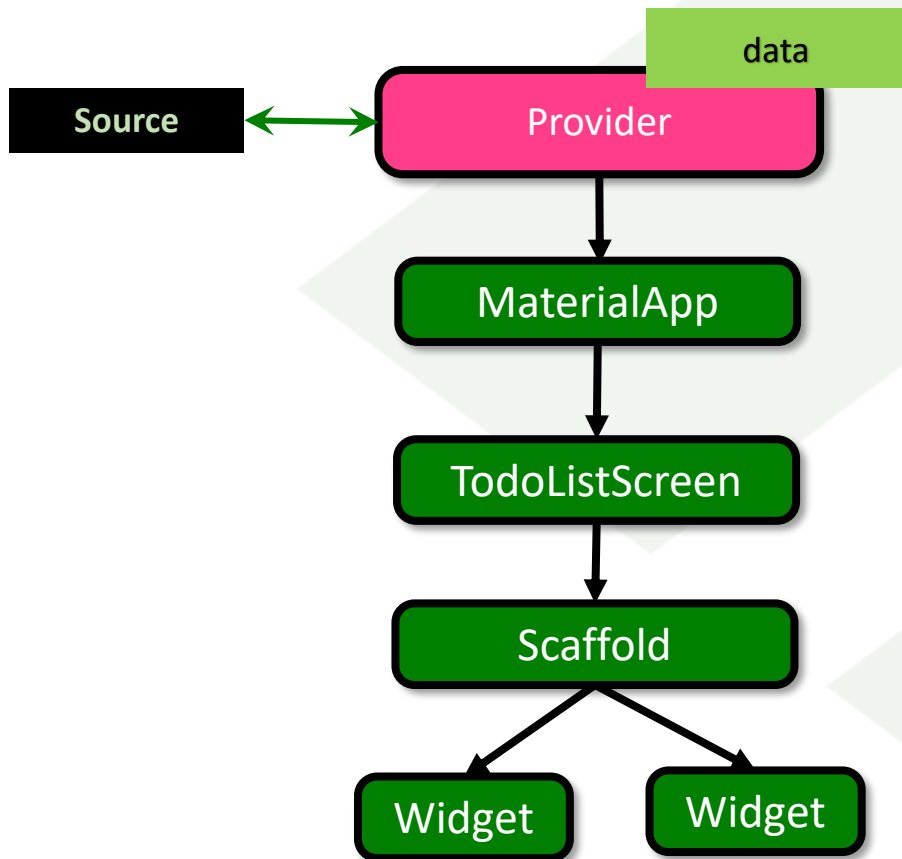 data
Source
Provider
MaterialApp
TodoListScreen
Scaffold
Widget
Widget